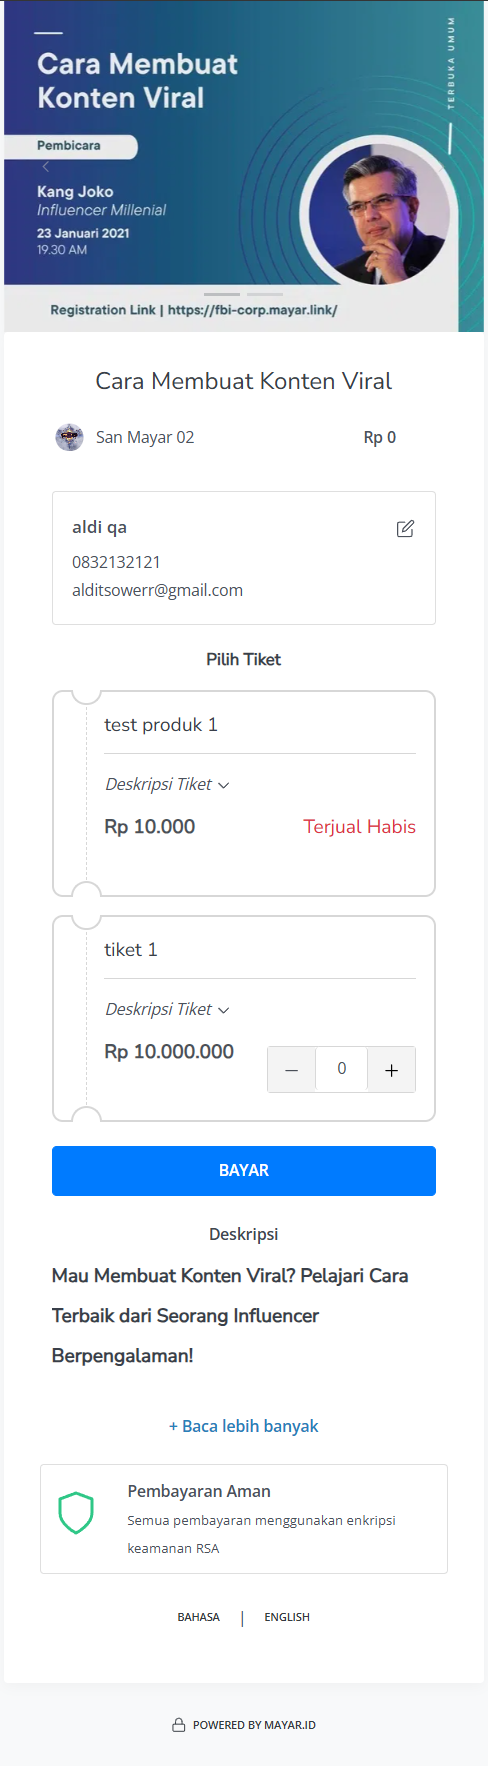 TERBUKA UMUM
Cara Membuat
Konten Viral
Pembicara
Kang Joko
Influencer Millenial
23 Januari 2021
19.30 AM
Registration Link | https://fbi-corp.mayar.link/
Cara Membuat Konten Viral
San Mayar 02 Rp 0
aldi qa
0832132121
alditsowerr@gmail.com
Pilih Tiket
test produk 1
Deskripsi Tiket
Rp 10.000 Terjual Habis
tiket 1
Deskripsi Tiket
Rp 10.000.000 − 0 +
BAYAR
Deskripsi
Mau Membuat Konten Viral? Pelajari Cara
Terbaik dari Seorang Influencer
Berpengalaman!
+ Baca lebih banyak
Pembayaran Aman
Semua pembayaran menggunakan enkripsi
keamanan RSA
BAHASA | ENGLISH
POWERED BY MAYAR.ID